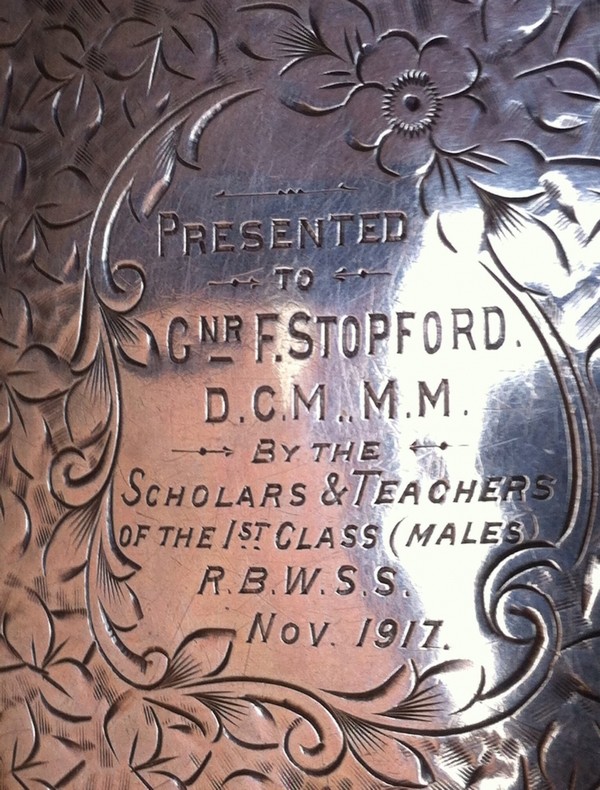 PRESENTED
TO
GNR F. STOPFORD.
D.C.M., M.M.
BY THE
SCHOLARS & TEACHERS
OF THE 1ST CLASS (MALES)
R.B.W.S.S.
NOV. 1917.